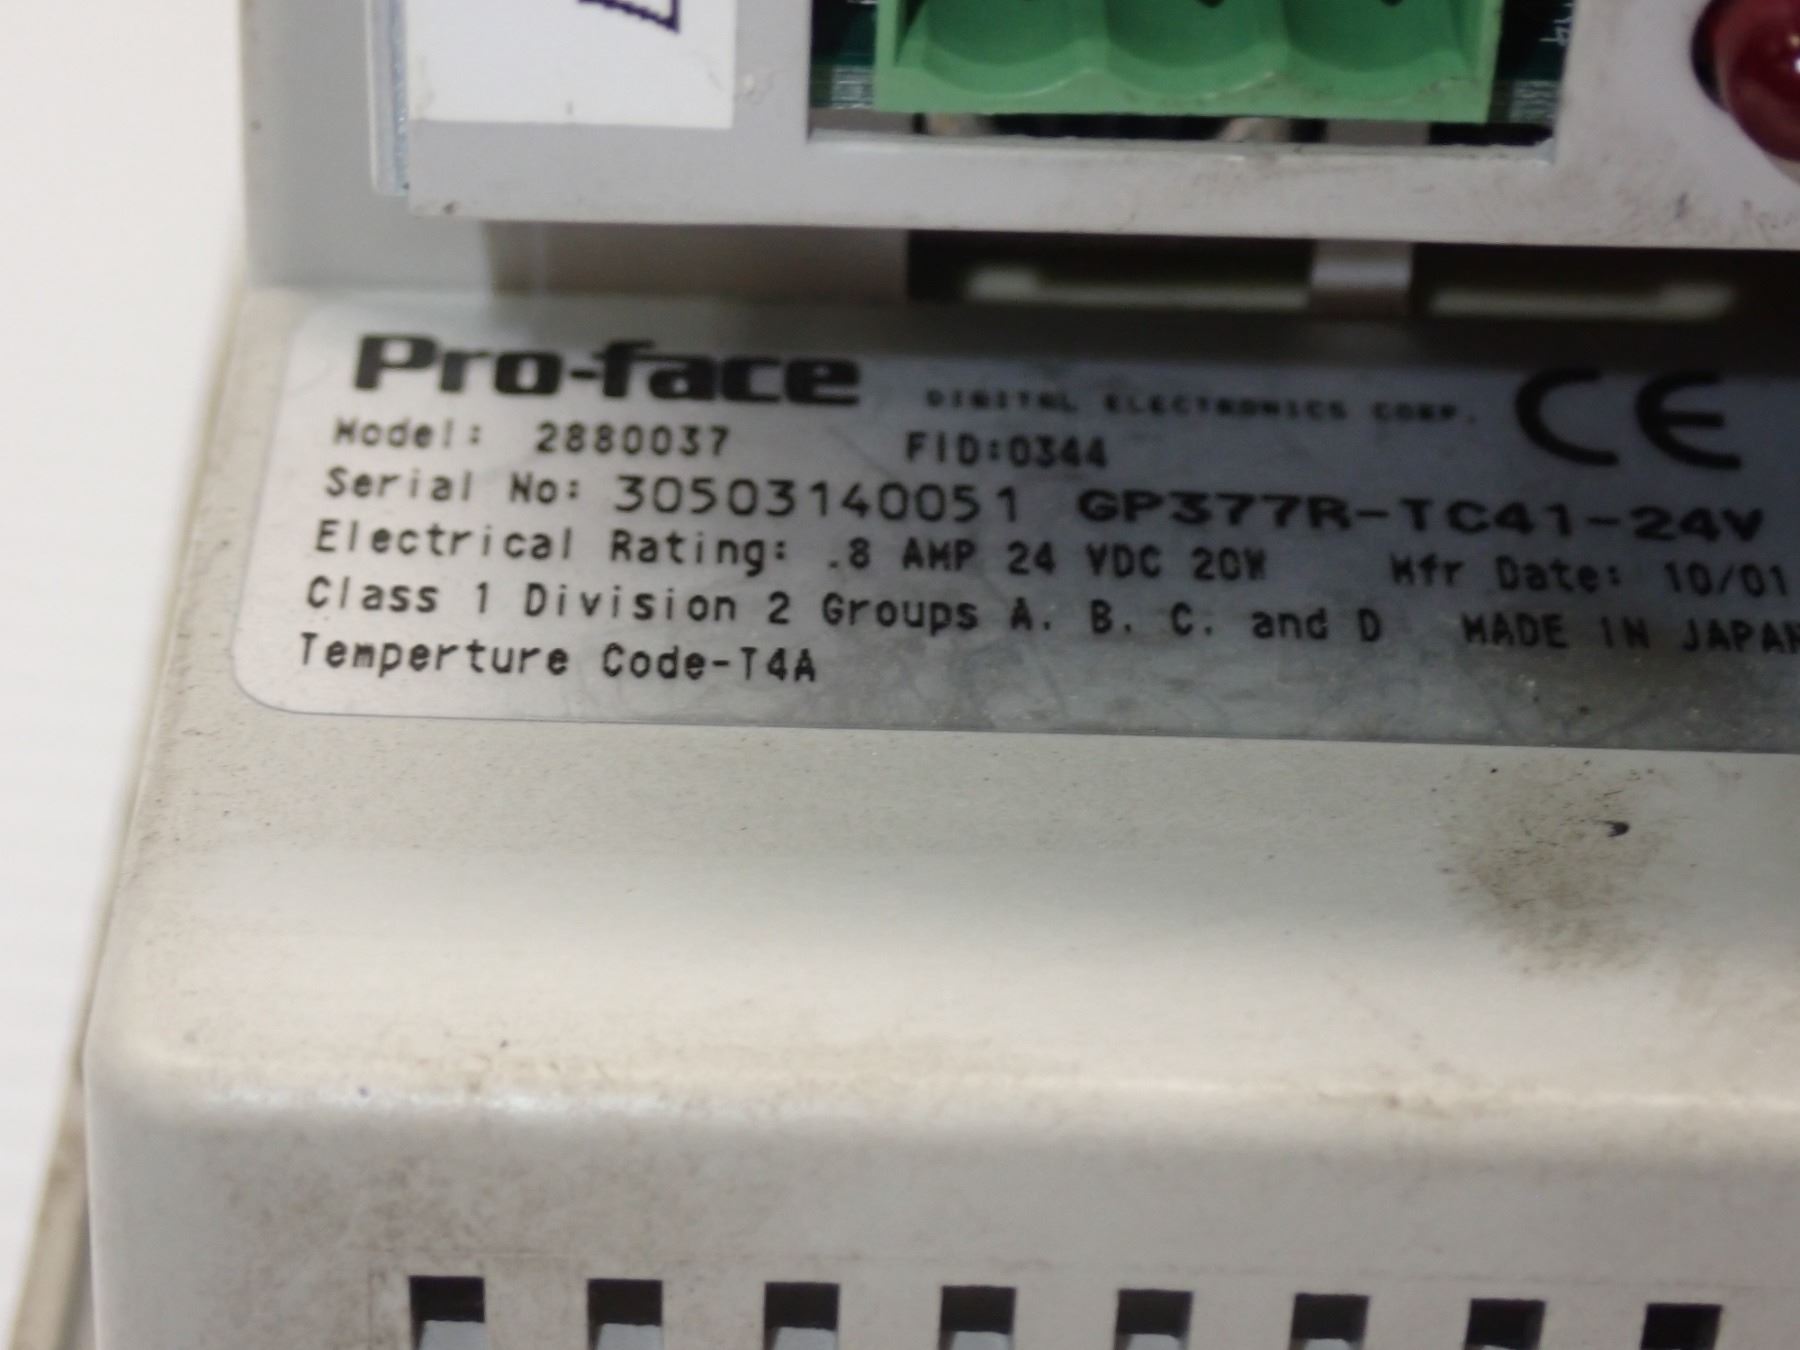 Pro-face DIGITAL ELECTRONICS CORP. CE
Model: 2880037 FID:0344
Serial No: 30503140051 GP377R-TC41-24V
Electrical Rating: .8 AMP 24 VDC 20W Mfr Date: 10/01
Class 1 Division 2 Groups A. B. C. and D MADE IN JAPAN
Temperture Code-T4A